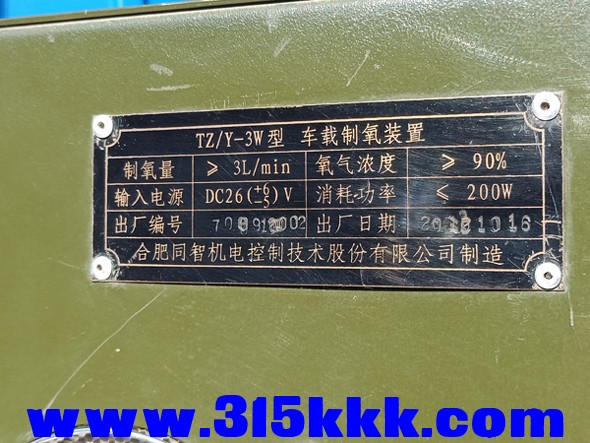 TZ/Y-3W型 车载制氧装置
制氧量 ≥ 3L/min 氧气浓度 ≥ 90%
输入电源 DC26(+6/-5)V 消耗功率 ≤ 200W
出厂编号 出厂日期
合肥同智机电控制技术股份有限公司制造
www.315kkk.com